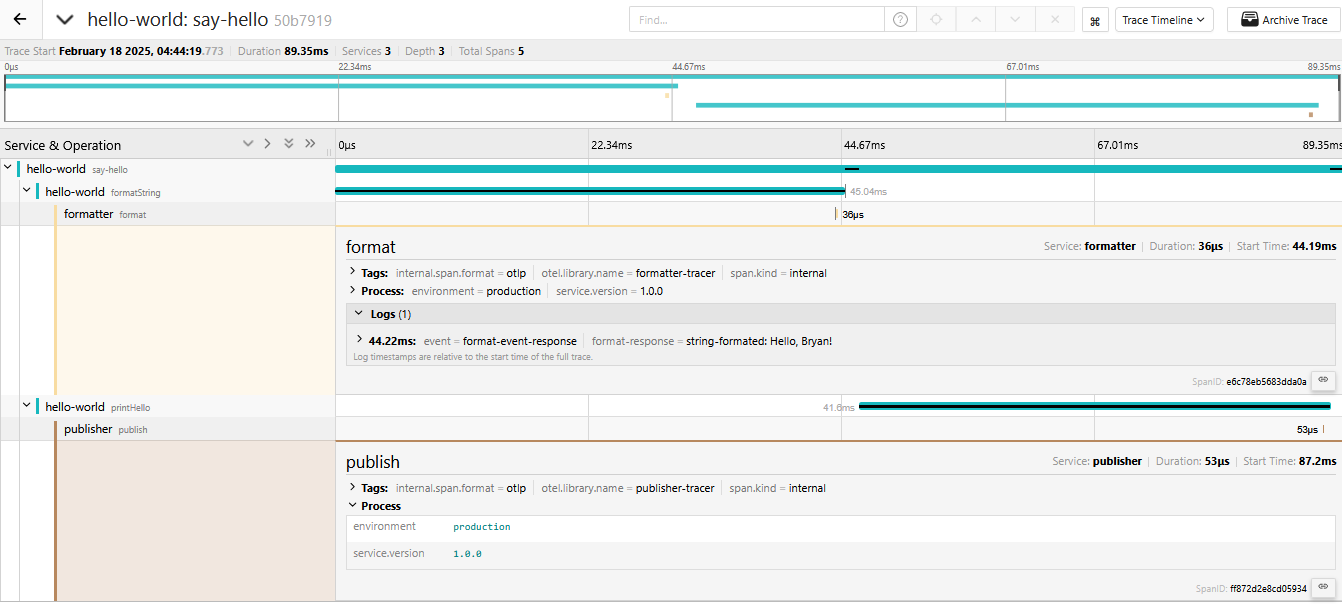 hello-world: say-hello 50b7919
Find...
?
⌘
Trace Timeline
Archive Trace
Trace Start February 18 2025, 04:44:19.773 Duration 89.35ms Services 3 Depth 3 Total Spans 5
0μs 22.34ms 44.67ms 67.01ms 89.35ms
Service & Operation 0μs 22.34ms 44.67ms 67.01ms 89.35ms
hello-world say-hello
hello-world formatString 45.04ms
formatter format 36μs
format Service: formatter Duration: 36μs Start Time: 44.19ms
Tags: internal.span.format = otlp otel.library.name = formatter-tracer span.kind = internal
Process: environment = production service.version = 1.0.0
Logs (1)
44.22ms: event = format-event-response format-response = string-formated: Hello, Bryan!
Log timestamps are relative to the start time of the full trace.
SpanID: e6c78eb5683dda0a
hello-world printHello 41.6ms
publisher publish 53μs
publish Service: publisher Duration: 53μs Start Time: 87.2ms
Tags: internal.span.format = otlp otel.library.name = publisher-tracer span.kind = internal
Process
environment production
service.version 1.0.0
SpanID: ff872d2e8cd05934